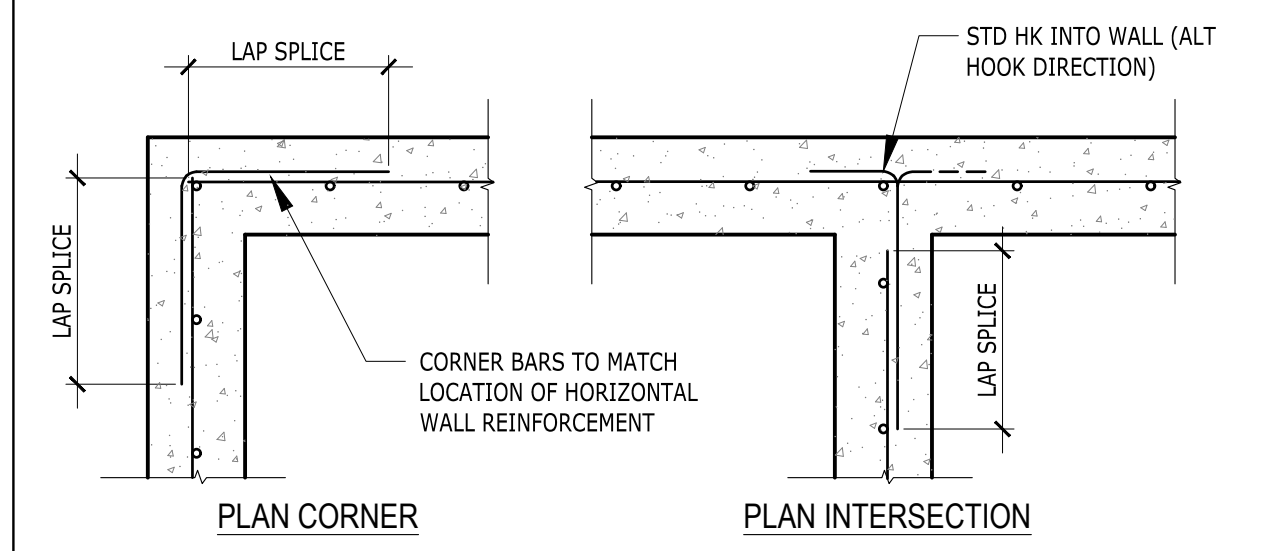 LAP SPLICE
LAP SPLICE
CORNER BARS TO MATCH
LOCATION OF HORIZONTAL
WALL REINFORCEMENT
PLAN CORNER
STD HK INTO WALL (ALT
HOOK DIRECTION)
LAP SPLICE
PLAN INTERSECTION